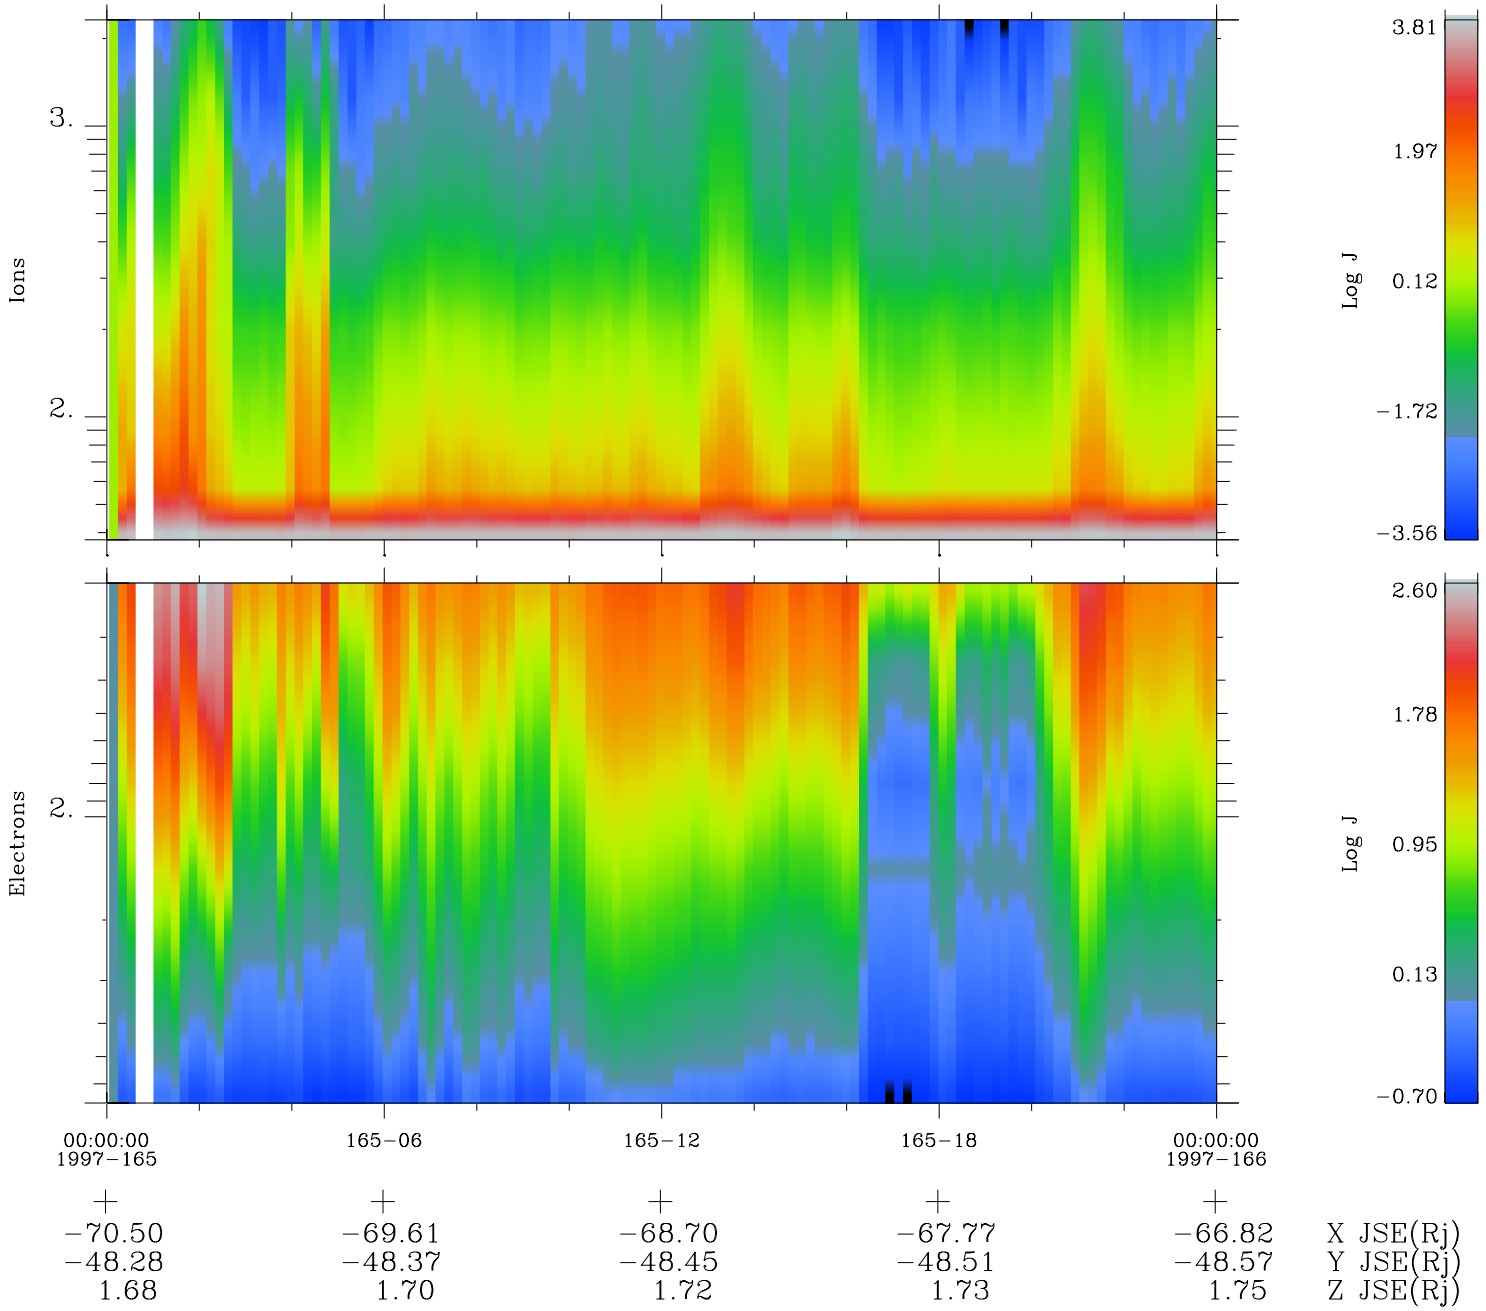 3.81
3.
1.97
Ions
Log J
0.12
2.
−1.72
−3.56
2.60
1.78
2.
Electrons
Log J
0.95
0.13
−0.70
00:00:00 165−06 165−12 165−18 00:00:00
1997−165 1997−166
−70.50 −69.61 −68.70 −67.77 −66.82 X JSE(Rj)
−48.28 −48.37 −48.45 −48.51 −48.57 Y JSE(Rj)
1.68 1.70 1.72 1.73 1.75 Z JSE(Rj)